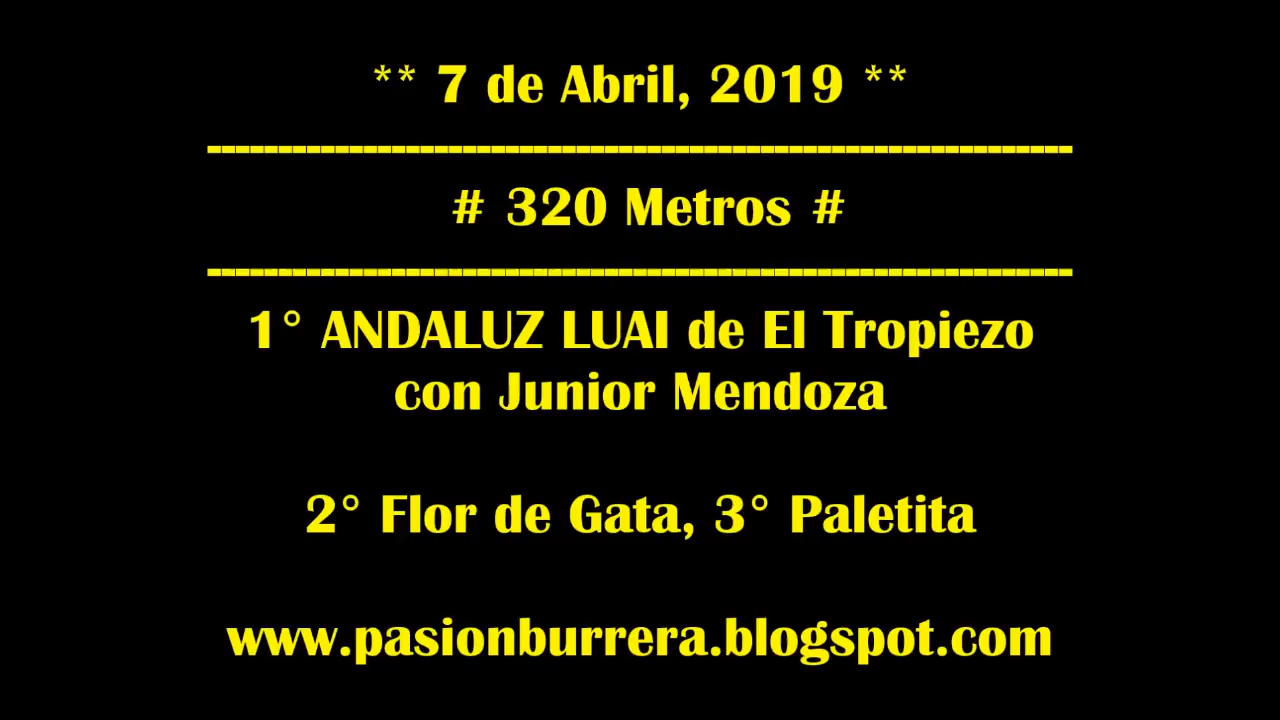 ** 7 de Abril, 2019 **
--------------------------------------------------------------
# 320 Metros #
--------------------------------------------------------------
1° ANDALUZ LUAI de El Tropiezo
con Junior Mendoza
2° Flor de Gata, 3° Paletita
www.pasionburrera.blogspot.com